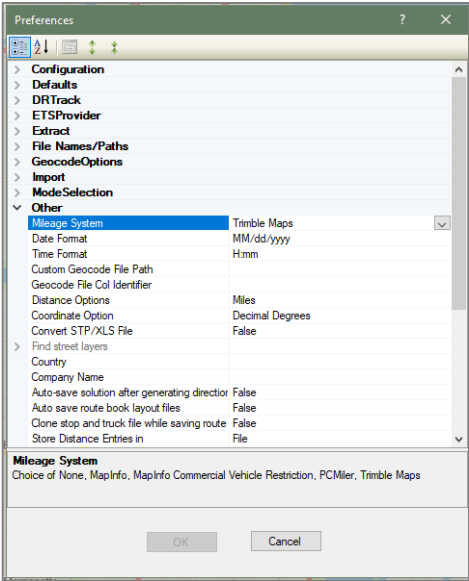 Preferences ? ×
Configuration
Defaults
DRTrack
ETSProvider
Extract
File Names/Paths
GeocodeOptions
Import
ModeSelection
Other
Mileage System Trimble Maps
Date Format MM/dd/yyyy
Time Format H:mm
Custom Geocode File Path
Geocode File Col Identifier
Distance Options Miles
Coordinate Option Decimal Degrees
Convert STP/XLS File False
Find street layers
Country
Company Name
Auto-save solution after generating direction False
Auto save route book layout files False
Clone stop and truck file while saving route False
Store Distance Entries in File
Mileage System
Choice of None, MapInfo, MapInfo Commercial Vehicle Restriction, PCMiler, Trimble Maps
OK Cancel